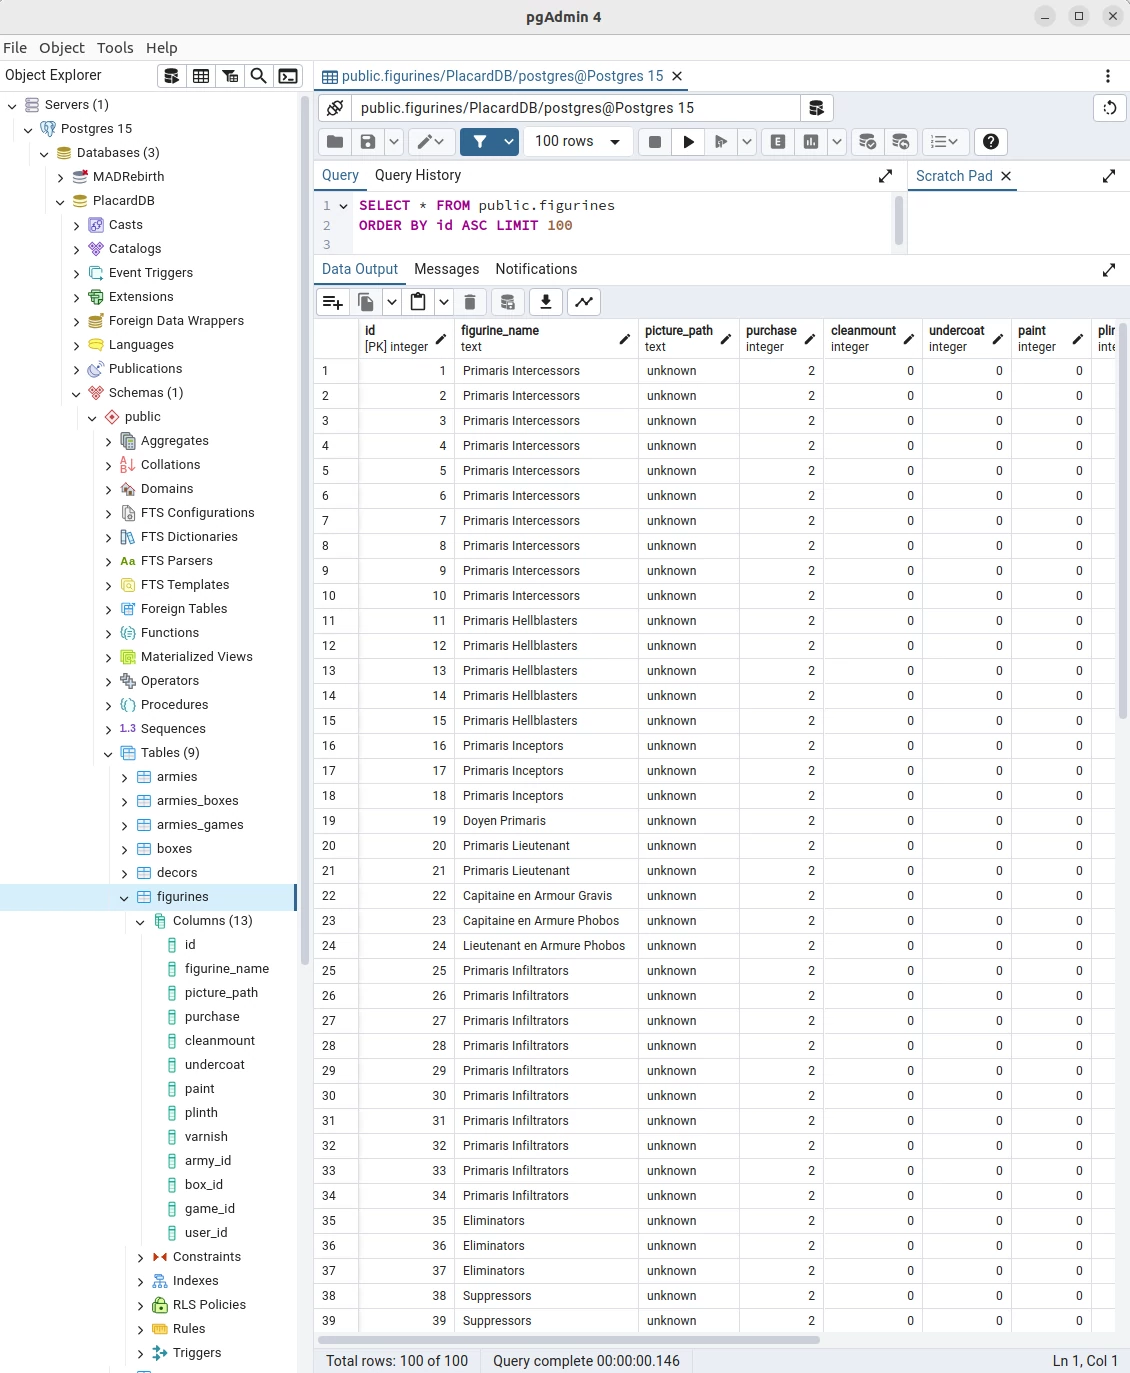 pgAdmin 4
File Object Tools Help
Object Explorer
Servers (1)
Postgres 15
Databases (3)
MADRebirth
PlacardDB
Casts
Catalogs
Event Triggers
Extensions
Foreign Data Wrappers
Languages
Publications
Schemas (1)
public
Aggregates
Collations
Domains
FTS Configurations
FTS Dictionaries
Aa FTS Parsers
FTS Templates
Foreign Tables
Functions
Materialized Views
Operators
Procedures
1.3 Sequences
Tables (9)
armies
armies_boxes
armies_games
boxes
decors
figurines
Columns (13)
id
figurine_name
picture_path
purchase
cleanmount
undercoat
paint
plinth
varnish
army_id
box_id
game_id
user_id
Constraints
Indexes
RLS Policies
Rules
Triggers
public.figurines/PlacardDB/postgres@Postgres 15
public.figurines/PlacardDB/postgres@Postgres 15
100 rows
E
Query Query History
Scratch Pad
1 SELECT * FROM public.figurines
2 ORDER BY id ASC LIMIT 100
3
Data Output Messages Notifications
id figurine_name picture_path purchase cleanmount undercoat paint plin
[PK] integer text text integer integer integer integer inte
1 1 Primaris Intercessors unknown 2 0 0 0
2 2 Primaris Intercessors unknown 2 0 0 0
3 3 Primaris Intercessors unknown 2 0 0 0
4 4 Primaris Intercessors unknown 2 0 0 0
5 5 Primaris Intercessors unknown 2 0 0 0
6 6 Primaris Intercessors unknown 2 0 0 0
7 7 Primaris Intercessors unknown 2 0 0 0
8 8 Primaris Intercessors unknown 2 0 0 0
9 9 Primaris Intercessors unknown 2 0 0 0
10 10 Primaris Intercessors unknown 2 0 0 0
11 11 Primaris Hellblasters unknown 2 0 0 0
12 12 Primaris Hellblasters unknown 2 0 0 0
13 13 Primaris Hellblasters unknown 2 0 0 0
14 14 Primaris Hellblasters unknown 2 0 0 0
15 15 Primaris Hellblasters unknown 2 0 0 0
16 16 Primaris Inceptors unknown 2 0 0 0
17 17 Primaris Inceptors unknown 2 0 0 0
18 18 Primaris Inceptors unknown 2 0 0 0
19 19 Doyen Primaris unknown 2 0 0 0
20 20 Primaris Lieutenant unknown 2 0 0 0
21 21 Primaris Lieutenant unknown 2 0 0 0
22 22 Capitaine en Armour Gravis unknown 2 0 0 0
23 23 Capitaine en Armure Phobos unknown 2 0 0 0
24 24 Lieutenant en Armure Phobos unknown 2 0 0 0
25 25 Primaris Infiltrators unknown 2 0 0 0
26 26 Primaris Infiltrators unknown 2 0 0 0
27 27 Primaris Infiltrators unknown 2 0 0 0
28 28 Primaris Infiltrators unknown 2 0 0 0
29 29 Primaris Infiltrators unknown 2 0 0 0
30 30 Primaris Infiltrators unknown 2 0 0 0
31 31 Primaris Infiltrators unknown 2 0 0 0
32 32 Primaris Infiltrators unknown 2 0 0 0
33 33 Primaris Infiltrators unknown 2 0 0 0
34 34 Primaris Infiltrators unknown 2 0 0 0
35 35 Eliminators unknown 2 0 0 0
36 36 Eliminators unknown 2 0 0 0
37 37 Eliminators unknown 2 0 0 0
38 38 Suppressors unknown 2 0 0 0
39 39 Suppressors unknown 2 0 0 0
Total rows: 100 of 100 Query complete 00:00:00.146 Ln 1, Col 1